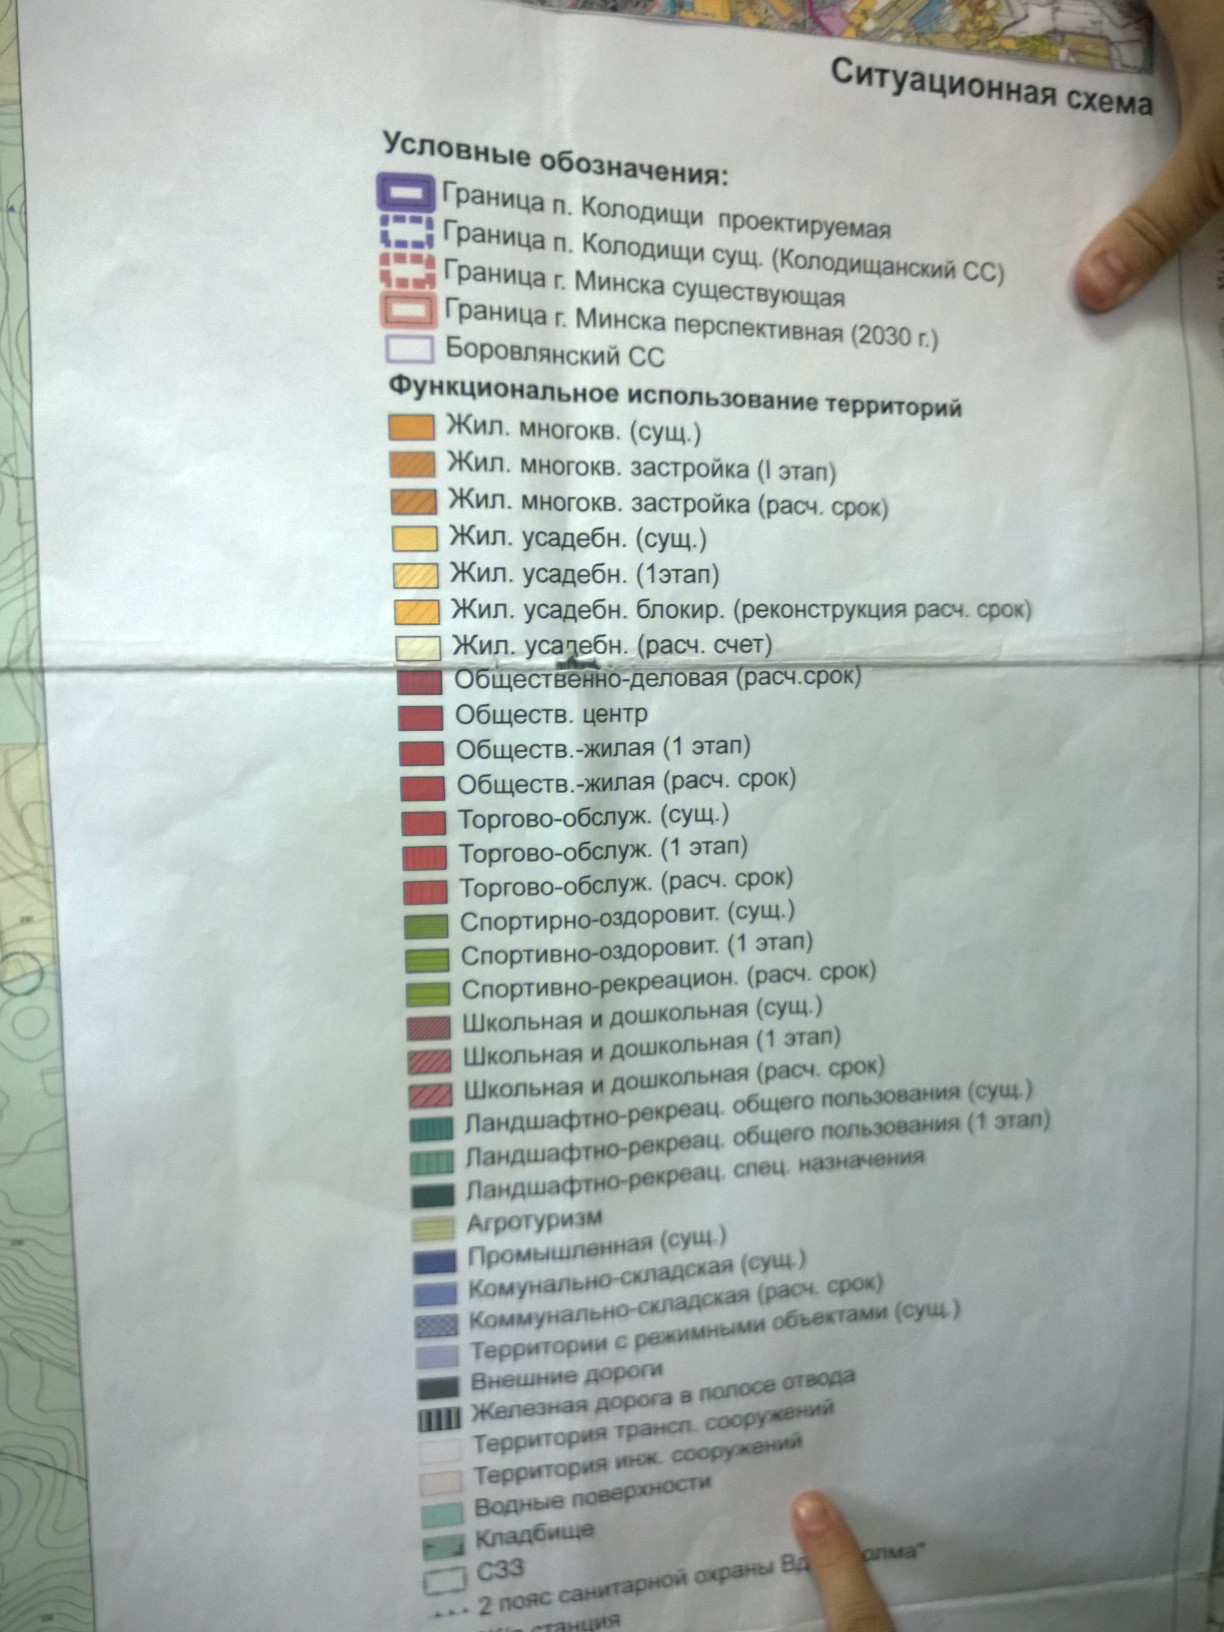 Ситуационная схема
Условные обозначения:
Граница п. Колодищи проектируемая
Граница п. Колодищи сущ. (Колодищанский СС)
Граница г. Минска существующая
Граница г. Минска перспективная (2030 г.)
Боровлянский СС
Функциональное использование территорий
Жил. многокв. (сущ.)
Жил. многокв. застройка (I этап)
Жил. многокв. застройка (расч. срок)
Жил. усадебн. (сущ.)
Жил. усадебн. (1этап)
Жил. усадебн. блокир. (реконструкция расч. срок)
Жил. усадебн. (расч. счет)
Общественно-деловая (расч.срок)
Обществ. центр
Обществ.-жилая (1 этап)
Обществ.-жилая (расч. срок)
Торгово-обслуж. (сущ.)
Торгово-обслуж. (1 этап)
Торгово-обслуж. (расч. срок)
Спортирно-оздоровит. (сущ.)
Спортивно-оздоровит. (1 этап)
Спортивно-рекреацион. (расч. срок)
Школьная и дошкольная (сущ.)
Школьная и дошкольная (1 этап)
Школьная и дошкольная (расч. срок)
Ландшафтно-рекреац. общего пользования (сущ.)
Ландшафтно-рекреац. общего пользования (1 этап)
Ландшафтно-рекреац. спец. назначения
Агротуризм
Промышленная (сущ.)
Комунально-складская (сущ.)
Коммунально-складская (расч. срок)
Территории с режимными объектами (сущ.)
Внешние дороги
Железная дорога в полосе отвода
Территория трансп. сооружений
Территория инж. сооружений
Водные поверхности
Кладбище
СЗЗ
2 пояс санитарной охраны
станция